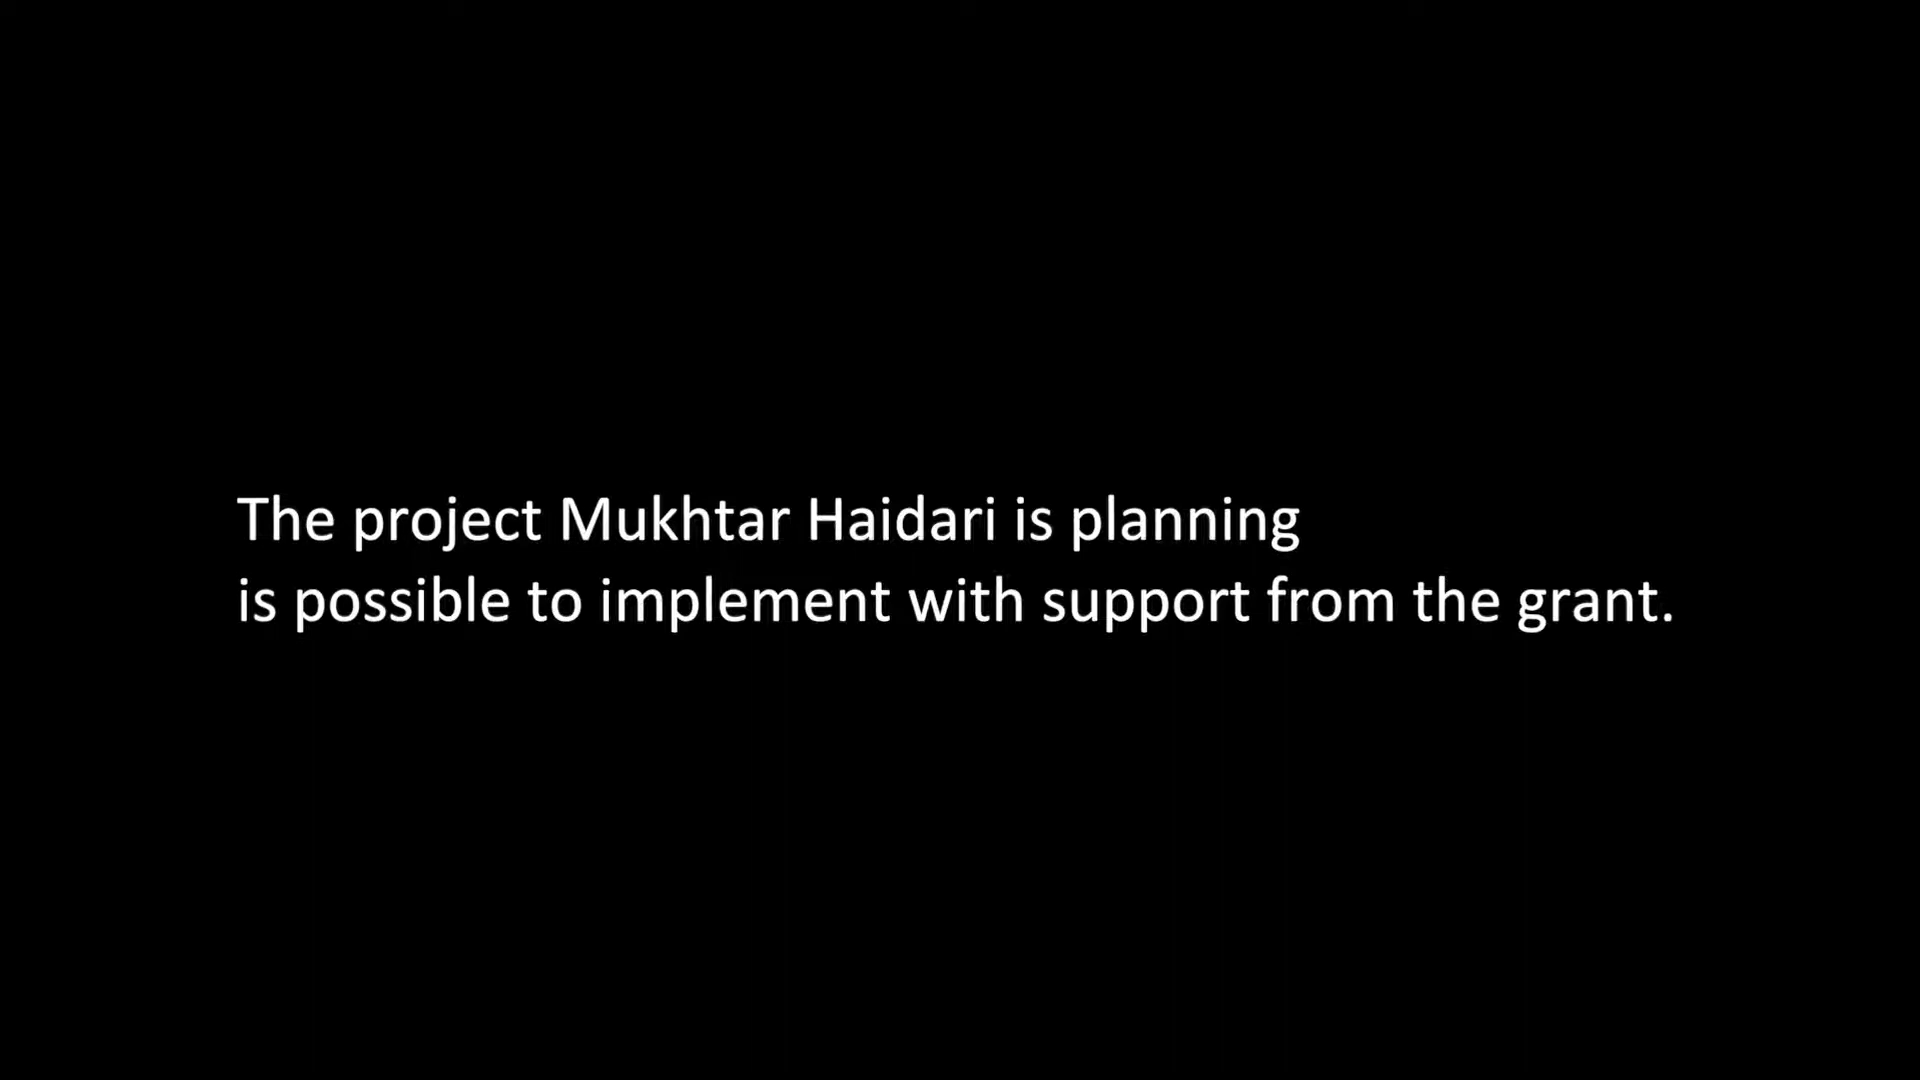 The project Mukhtar Haidari is planning
is possible to implement with support from the grant.